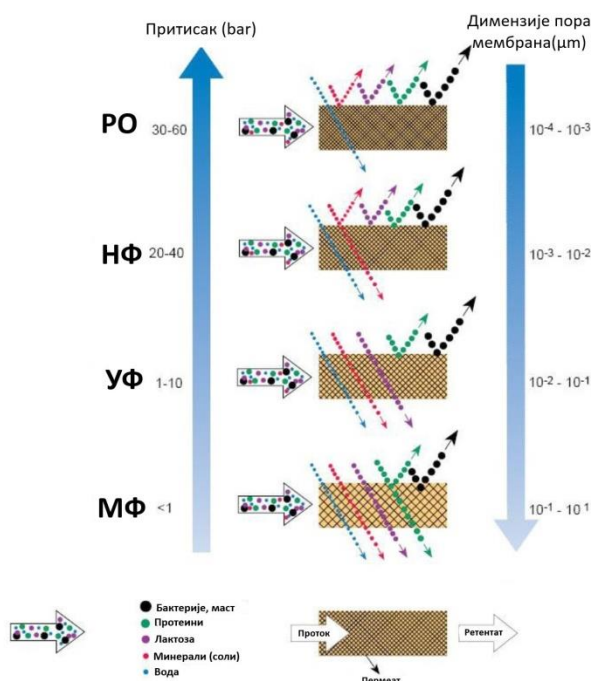 Притисак (bar)
Димензије пора
мембрана(µm)
РО
30-60
10⁻⁴ - 10⁻³
НФ
20-40
10⁻³ - 10⁻²
УФ
1-10
10⁻² - 10⁻¹
МФ
<1
10⁻¹ - 10¹
Бактерије, маст
Протеини
Лактоза
Минерали (соли)
Вода
Проток
Ретентат
Пермеат